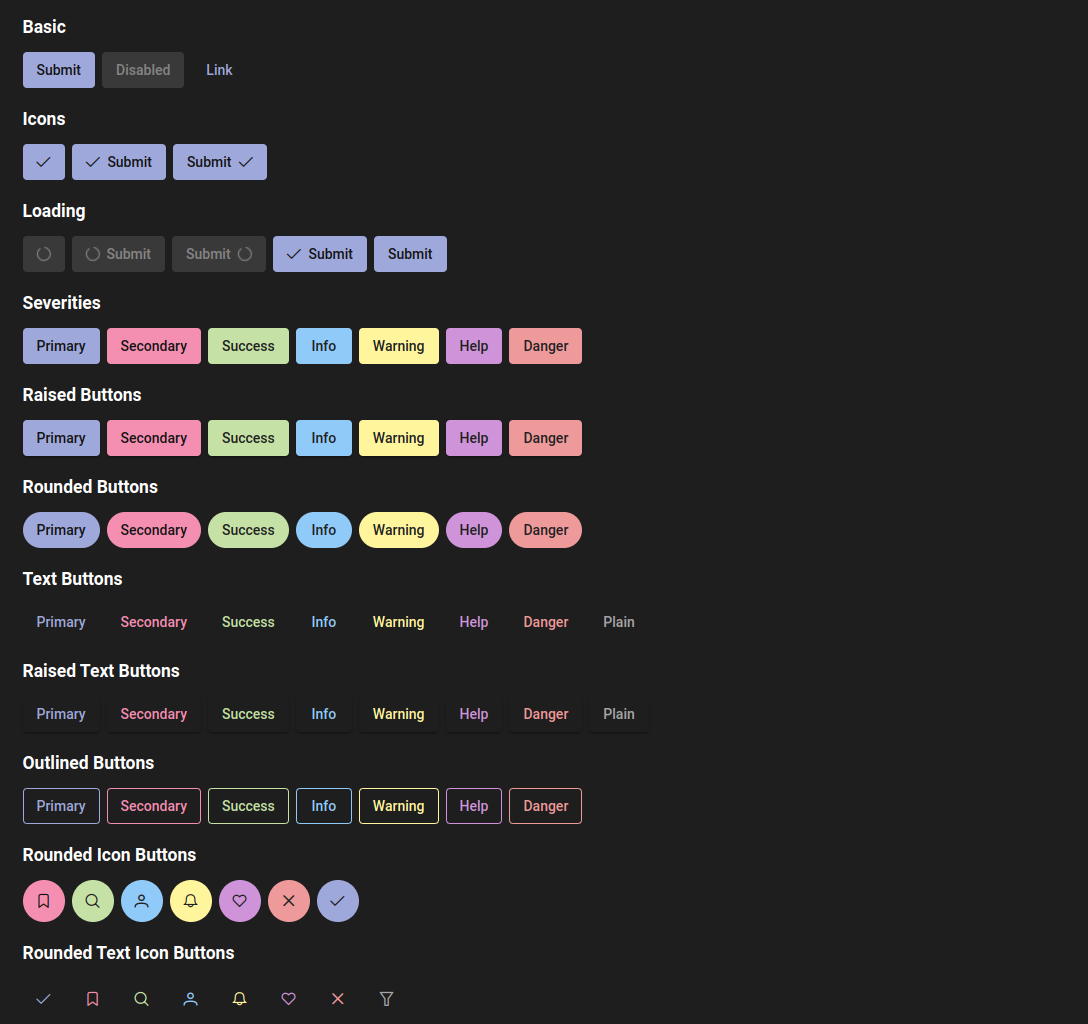 Basic
Submit Disabled Link
Icons
Submit Submit
Loading
Submit Submit Submit Submit
Severities
Primary Secondary Success Info Warning Help Danger
Raised Buttons
Primary Secondary Success Info Warning Help Danger
Rounded Buttons
Primary Secondary Success Info Warning Help Danger
Text Buttons
Primary Secondary Success Info Warning Help Danger Plain
Raised Text Buttons
Primary Secondary Success Info Warning Help Danger Plain
Outlined Buttons
Primary Secondary Success Info Warning Help Danger
Rounded Icon Buttons
Rounded Text Icon Buttons